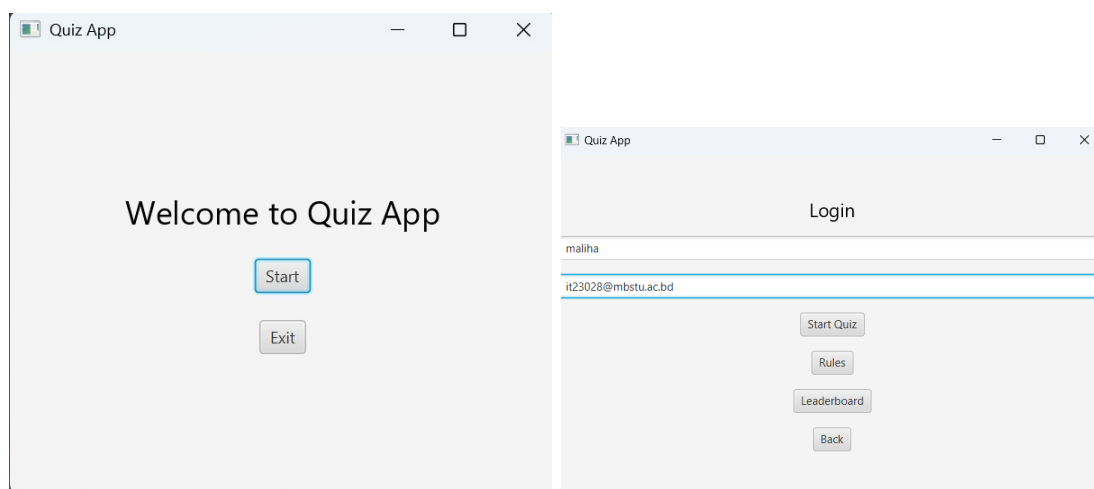 Quiz App
Welcome to Quiz App
Start
Exit
Quiz App
Login
maliha
it23028@mbstu.ac.bd
Start Quiz
Rules
Leaderboard
Back